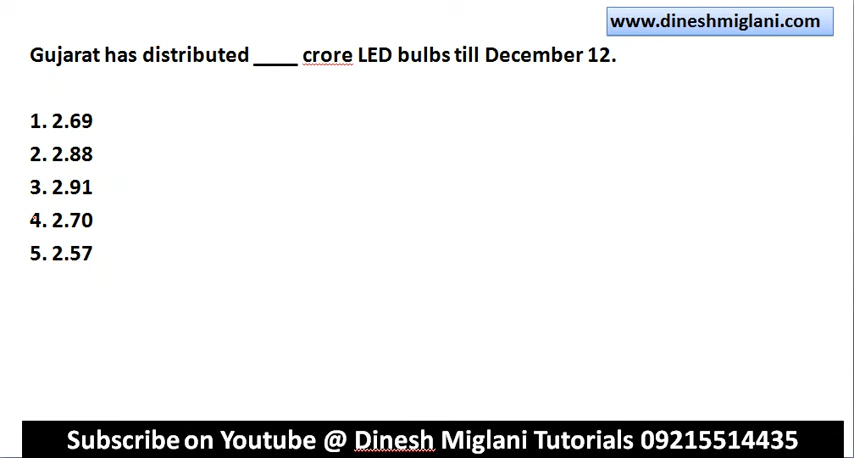 www.dineshmiglani.com
Gujarat has distributed ____ crore LED bulbs till December 12.
1. 2.69
2. 2.88
3. 2.91
4. 2.70
5. 2.57
Subscribe on Youtube @ Dinesh Miglani Tutorials 09215514435